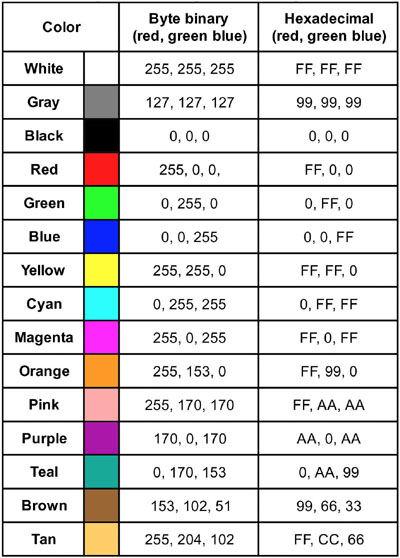 Color Byte binary (red, green blue) Hexadecimal (red, green blue)
White 255, 255, 255 FF, FF, FF
Gray 127, 127, 127 99, 99, 99
Black 0, 0, 0 0, 0, 0
Red 255, 0, 0, FF, 0, 0
Green 0, 255, 0 0, FF, 0
Blue 0, 0, 255 0, 0, FF
Yellow 255, 255, 0 FF, FF, 0
Cyan 0, 255, 255 0, FF, FF
Magenta 255, 0, 255 FF, 0, FF
Orange 255, 153, 0 FF, 99, 0
Pink 255, 170, 170 FF, AA, AA
Purple 170, 0, 170 AA, 0, AA
Teal 0, 170, 153 0, AA, 99
Brown 153, 102, 51 99, 66, 33
Tan 255, 204, 102 FF, CC, 66